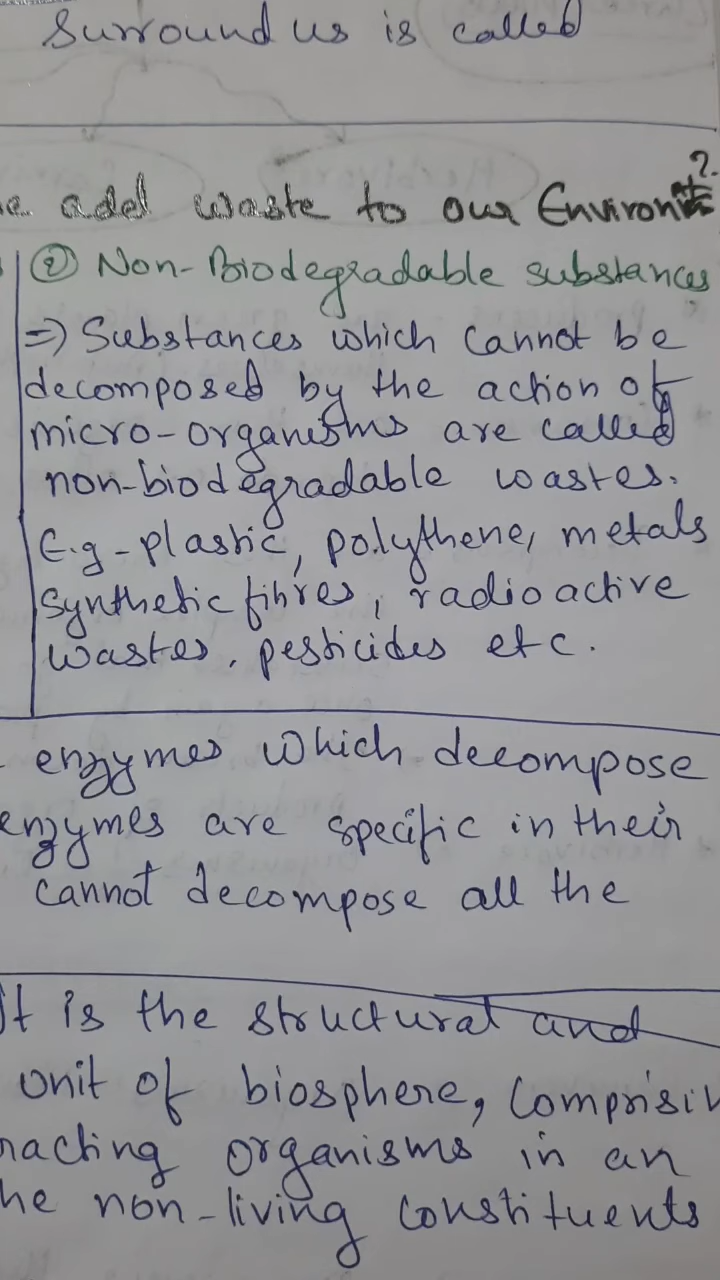 Surround us is called
add waste to our Environ
?
② Non-Biodegradable substances
=> Substances which cannot be
decomposed by the action of
micro-organisms are called
non-biodegradable wastes.
E.g - plastic, polythene, metals
synthetic fibres, radioactive
wastes, pesticides etc.
enzymes which decompose
enzymes are specific in their
cannot decompose all the
It is the structural and
unit of biosphere, comprisiv
racting organisms in an
he non-living constituents